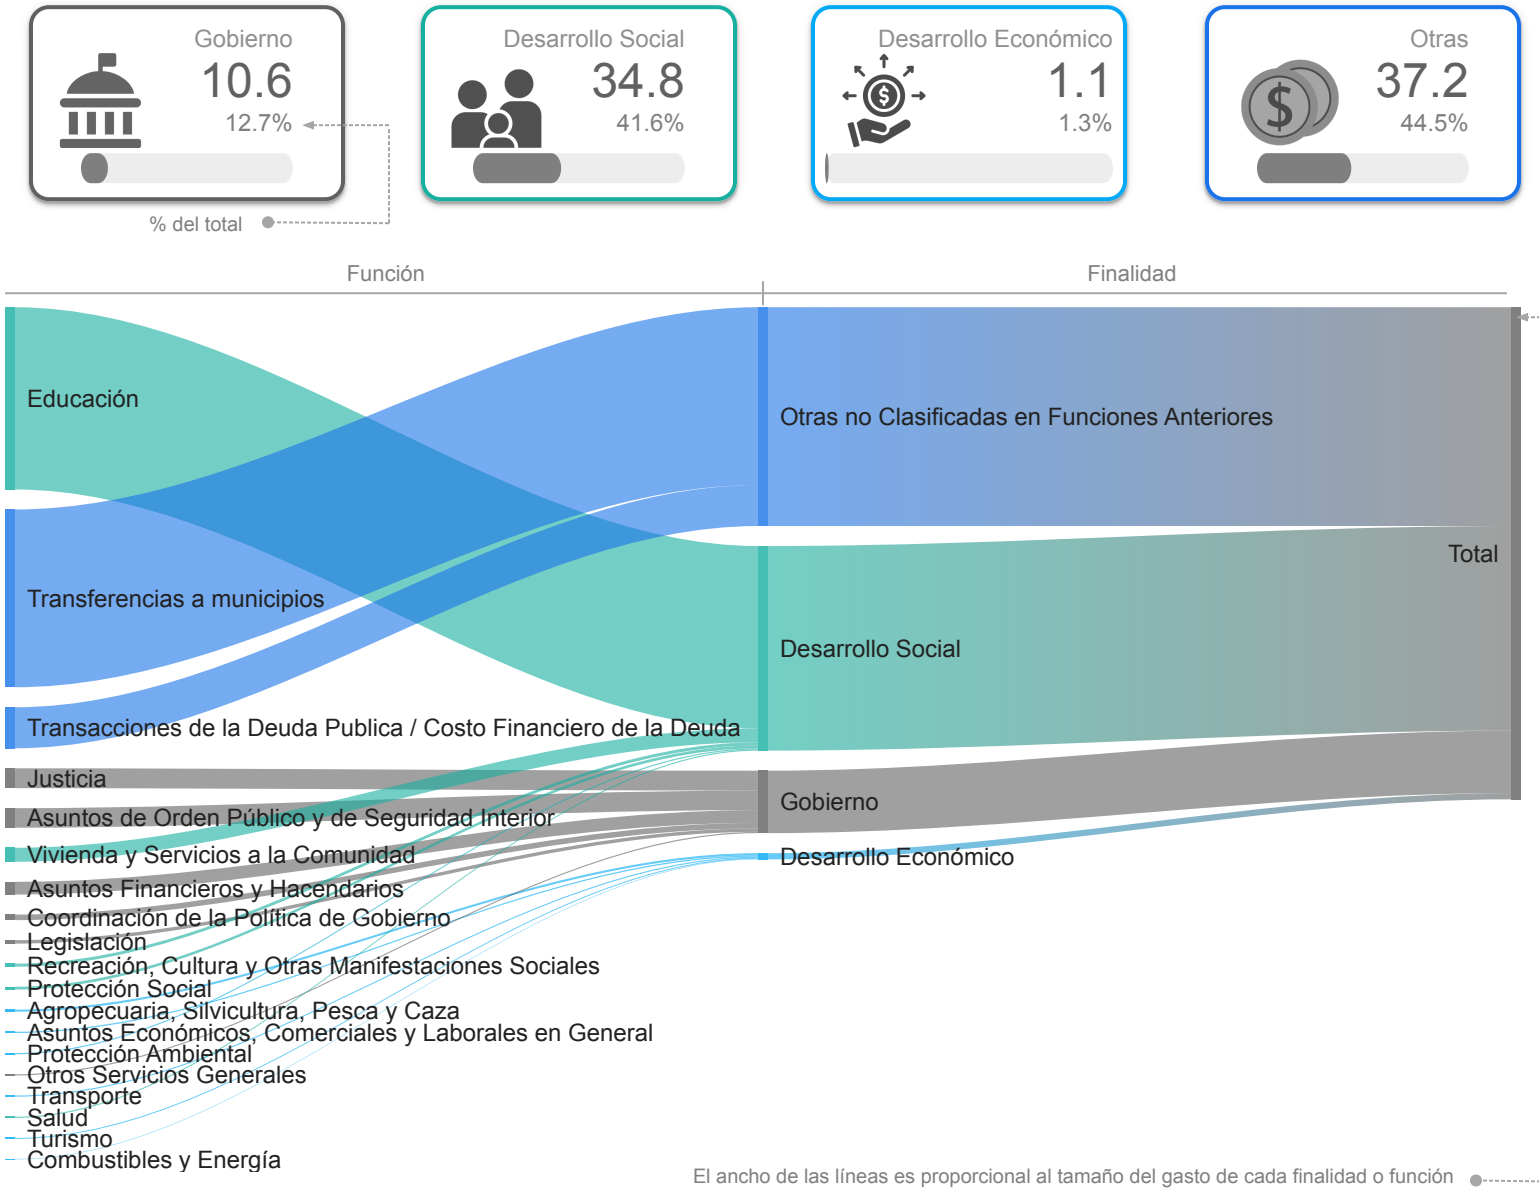 Gobierno
10.6
12.7%
Desarrollo Social
34.8
41.6%
Desarrollo Económico
1.1
1.3%
Otras
37.2
44.5%
$
$
% del total
Función
Finalidad
Educación
Transferencias a municipios
Transacciones de la Deuda Publica / Costo Financiero de la Deuda
Justicia
Asuntos de Orden Público y de Seguridad Interior
Vivienda y Servicios a la Comunidad
Asuntos Financieros y Hacendarios
Coordinación de la Política de Gobierno
Legislación
Recreación, Cultura y Otras Manifestaciones Sociales
Protección Social
Agropecuaria, Silvicultura, Pesca y Caza
Asuntos Económicos, Comerciales y Laborales en General
Protección Ambiental
Otros Servicios Generales
Transporte
Salud
Turismo
Combustibles y Energía
Otras no Clasificadas en Funciones Anteriores
Desarrollo Social
Gobierno
Desarrollo Económico
Total
El ancho de las líneas es proporcional al tamaño del gasto de cada finalidad o función